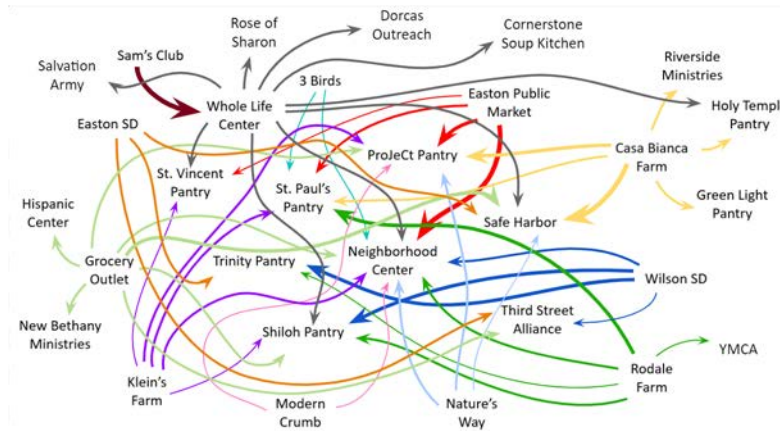 Rose of
Sharon
Dorcas
Outreach
Cornerstone
Soup Kitchen
Salvation
Army
Sam's Club
3 Birds
Easton Public
Market
Riverside
Ministries
Easton SD
Whole Life
Center
Holy Templ
Pantry
ProJeCt Pantry
Casa Bianca
Farm
St. Vincent
Pantry
St. Paul's
Pantry
Hispanic
Center
Safe Harbor
Green Light
Pantry
Grocery
Outlet
Trinity Pantry
Neighborhood
Center
Wilson SD
New Bethany
Ministries
Shiloh Pantry
Third Street
Alliance
YMCA
Klein's
Farm
Modern
Crumb
Nature's
Way
Rodale
Farm